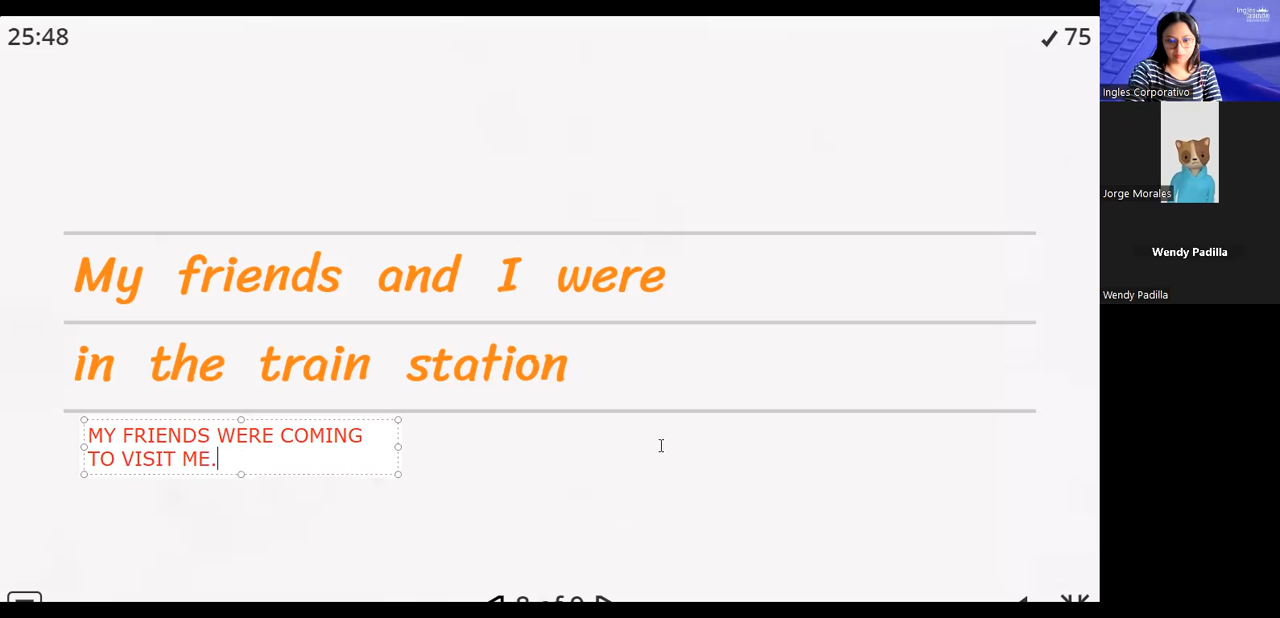 25:48
✓ 75
My friends and I were
in the train station
MY FRIENDS WERE COMING
TO VISIT ME.
Ingles Corporativo
Jorge Morales
Wendy Padilla
Wendy Padilla